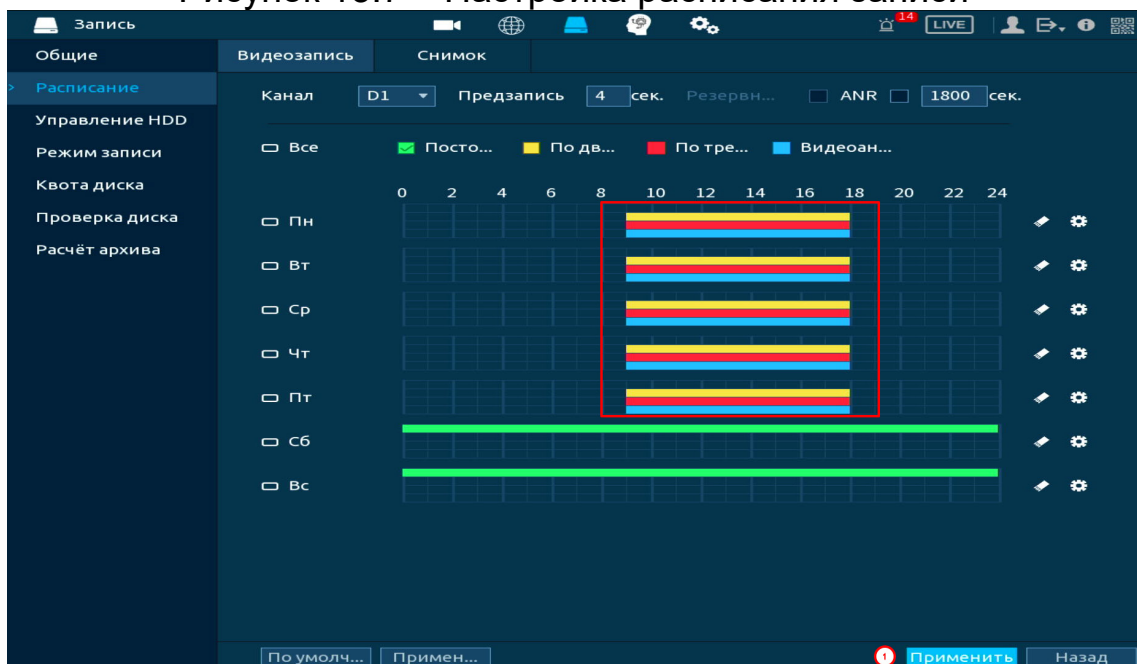 Настройка расписания записи
Запись 14 LIVE
Общие Видеозапись Снимок
Расписание Канал D1 Предзапись 4 сек. Резервн... ANR 1800 сек.
Управление HDD
Режим записи Все Посто... По дв... По тре... Видеоан...
Квота диска 0 2 4 6 8 10 12 14 16 18 20 22 24
Проверка диска Пн
Расчёт архива
Вт
Ср
Чт
Пт
Сб
Вс
По умолч... Примен... 1 Применить Назад